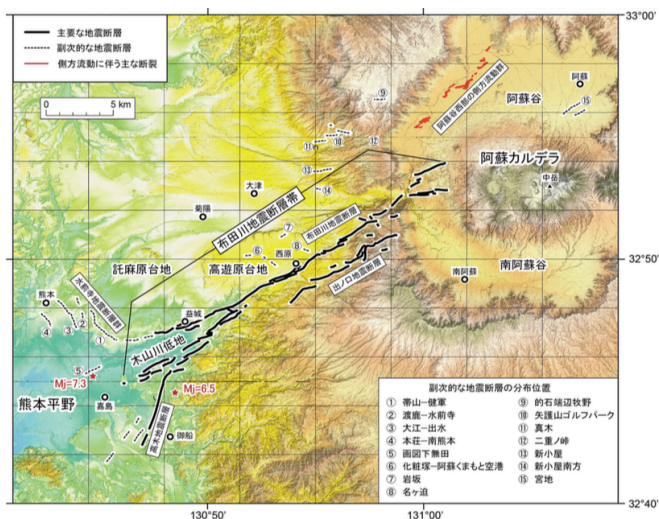 主要な地震断層
副次的な地震断層
側方流動に伴う主な断裂
0
5 km
33°00'
32°50'
32°40'
130°50'
131°00'
阿蘇
阿蘇谷
⑮
⑨
阿蘇谷西部の側方流動群
⑪
⑩
⑫
阿蘇カルデラ
中岳
⑬
⑭
大津
菊陽
布田川地震断層帯
布田川地震断層
⑦
⑥
西原
⑧
託麻原台地
高遊原台地
出ノ口地震断層
南阿蘇
南阿蘇谷
熊本
水前寺地震断層群
④
③
②
①
益城
木山川低地
⑤
Mj=7.3
Mj=6.5
熊本平野
嘉島
高木地震断層
御船
副次的な地震断層の分布位置
① 帯山ー健軍
② 渡鹿ー水前寺
③ 大江ー出水
④ 本荘ー南熊本
⑤ 画図下無田
⑥ 化粧塚ー阿蘇くまもと空港
⑦ 岩坂
⑧ 名ヶ迫
⑨ 的石端辺牧野
⑩ 矢護山ゴルフパーク
⑪ 真木
⑫ 二重ノ峠
⑬ 新小屋
⑭ 新小屋南方
⑮ 宮地